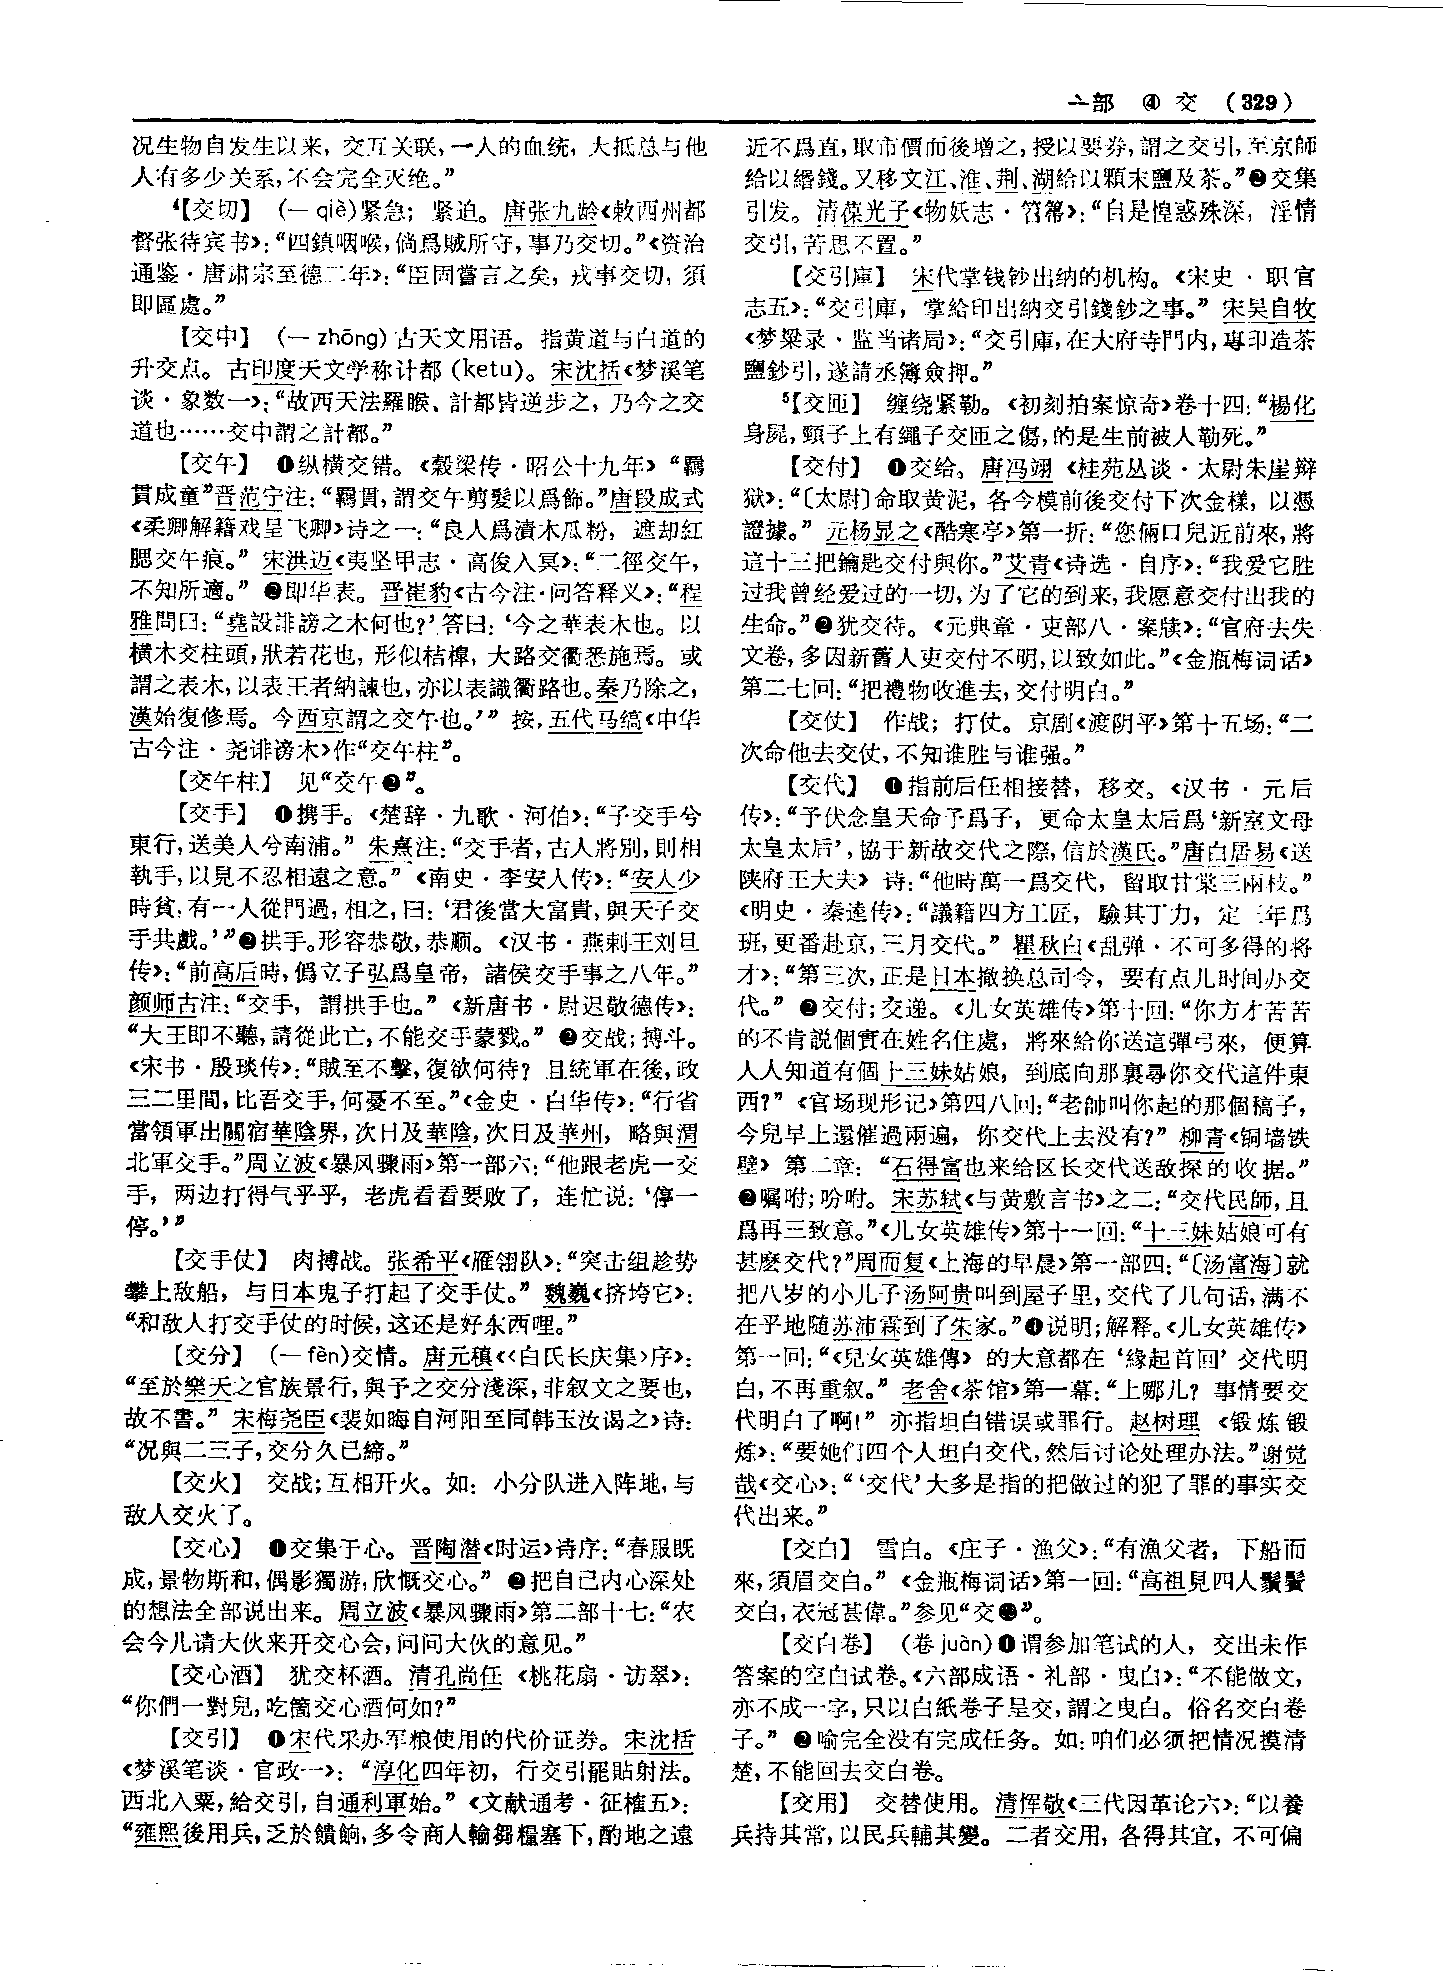 亠部 ④ 交 (329)
况生物自发生以来，交互关联，一人的血统，大抵总与他
人有多少关系，不会完全灭绝。”
⁴【交切】 (—qiè)紧急；紧迫。唐张九龄《敕西州都
督张待宾书》：“四鎮咽喉，倘爲賊所守，事乃交切。”《资治
通鉴·唐肃宗至德二年》：“臣固嘗言之矣，戎事交切，須
即區處。”
【交中】 (—zhōng)古天文用语。指黄道与白道的
升交点。古印度天文学称计都 (ketu)。宋沈括《梦溪笔
谈·象数一》：“故西天法羅睺、計都皆逆步之，乃今之交
道也……交中謂之計都。”
【交午】 ❶纵横交错。《穀梁传·昭公十九年》“羈
貫成童”晋范宁注：“羈貫，謂交午剪髮以爲飾。”唐段成式
《柔卿解籍戏呈飞卿》诗之一：“良人爲漬木瓜粉，遮却紅
腮交午痕。” 宋洪迈《夷坚甲志·高俊入冥》：“二徑交午，
不知所適。” ❷即华表。晋崔豹《古今注·问答释义》：“程
雅問曰：“堯設誹謗之木何也？’答曰：‘今之華表木也。以
横木交柱頭，狀若花也，形似桔槔，大路交衢悉施焉。或
謂之表木，以表王者納諫也，亦以表識衢路也。秦乃除之，
漢始復修焉。今西京謂之交午也。’” 按，五代马缟《中华
古今注·尧诽谤木》作“交午柱”。
【交午柱】 见“交午❷”。
【交手】 ❶携手。《楚辞·九歌·河伯》：“子交手兮
東行，送美人兮南浦。” 朱熹注：“交手者，古人將别，則相
執手，以見不忍相遠之意。” 《南史·李安人传》：“安人少
時貧，有一人從門過，相之，曰：‘君後當大富貴，與天子交
手共戲。’”❷拱手。形容恭敬，恭顺。《汉书·燕剌王刘旦
传》：“前高后時，僞立子弘爲皇帝，諸侯交手事之八年。”
颜师古注：“交手，謂拱手也。” 《新唐书·尉迟敬德传》：
“大王即不聽，請從此亡，不能交手蒙戮。” ❷交战；搏斗。
《宋书·殷琰传》：“賊至不擊，復欲何待？且統軍在後，政
三二里間，比吾交手，何憂不至。”《金史·白华传》：“行省
當領軍出關宿華陰界，次日及華陰，次日及華州，略與渭
北軍交手。”周立波《暴风骤雨》第一部六：“他跟老虎一交
手，两边打得气乎乎，老虎看看要败了，连忙说：‘停一
停。’”
【交手仗】 肉搏战。张希平《雁翎队》：“突击组趁势
攀上敌船，与日本鬼子打起了交手仗。” 魏巍《挤垮它》：
“和敌人打交手仗的时候，这还是好东西哩。”
【交分】 (—fèn)交情。唐元稹《〈白氏长庆集〉序》：
“至於樂天之官族景行，與予之交分淺深，非叙文之要也，
故不書。” 宋梅尧臣《裴如晦自河阳至同韩玉汝谒之》诗：
“况與二三子，交分久已締。”
【交火】 交战；互相开火。如：小分队进入阵地，与
敌人交火了。
【交心】 ❶交集于心。晋陶潜《时运》诗序：“春服既
成，景物斯和，偶影獨游，欣慨交心。” ❷把自己内心深处
的想法全部说出来。周立波《暴风骤雨》第二部十七：“农
会今儿请大伙来开交心会，问问大伙的意见。”
【交心酒】 犹交杯酒。清孔尚任 《桃花扇·访翠》：
“你們一對兒，吃箇交心酒何如？”
【交引】 ❶宋代采办军粮使用的代价证券。宋沈括
《梦溪笔谈·官政一》：“淳化四年初，行交引罷貼射法。
西北入粟，給交引，自通利軍始。” 《文献通考·征榷五》：
“雍熙後用兵，乏於饋餉，多令商人輸芻糧塞下，酌地之遠
近不爲直，取市價而後增之，授以要券，謂之交引，至京師
給以緡錢。又移文江、淮、荆、湖給以顆末鹽及茶。”❷交集
引发。清葆光子《物妖志·笤帚》：“自是惶惑殊深，淫情
交引，苦思不置。”
【交引庫】 宋代掌钱钞出纳的机构。《宋史·职官
志五》：“交引庫，掌給印出納交引錢鈔之事。” 宋吴自牧
《梦粱录·监当诸局》：“交引庫，在大府寺門内，專印造茶
鹽鈔引，遂請丞簿僉押。”
⁵【交匝】 缠绕紧勒。《初刻拍案惊奇》卷十四：“楊化
身屍，頸子上有繩子交匝之傷，的是生前被人勒死。”
【交付】 ❶交给。唐冯翊 《桂苑丛谈·太尉朱崖辩
狱》：“〔太尉〕命取黄泥，各令模前後交付下次金樣，以憑
證據。” 元杨显之《酷寒亭》第一折：“您倆口兒近前來，將
這十三把鑰匙交付與你。”艾青《诗选·自序》：“我爱它胜
过我曾经爱过的一切，为了它的到来，我愿意交付出我的
生命。”❷犹交待。《元典章·吏部八·案牍》：“官府去失
文卷，多因新舊人吏交付不明，以致如此。”《金瓶梅词话》
第二七回：“把禮物收進去，交付明白。”
【交仗】 作战；打仗。京剧《渡阴平》第十五场：“二
次命他去交仗，不知谁胜与谁强。”
【交代】 ❶指前后任相接替，移交。《汉书·元后
传》：“予伏念皇天命予爲子，更命太皇太后爲‘新室文母
太皇太后’，協于新故交代之際，信於漢氏。”唐白居易《送
陕府王大夫》 诗：“他時萬一爲交代，留取甘棠三兩枝。”
《明史·秦逵传》：“議籍四方工匠，驗其丁力，定三年爲
班，更番赴京，三月交代。” 瞿秋白《乱弹·不可多得的将
才》：“第三次，正是日本撤换总司令，要有点儿时间办交
代。” ❷交付；交递。《儿女英雄传》第十回：“你方才苦苦
的不肯説個實在姓名住處，將來給你送這彈弓來，便算
人人知道有個十三妹姑娘，到底向那裏尋你交代這件東
西？” 《官场现形记》第四八回：“老帥叫你起的那個稿子，
今兒早上還催過兩遍，你交代上去没有？” 柳青《铜墙铁
壁》 第二章：“石得富也来给区长交代送敌探的收据。”
❷嘱咐；吩咐。宋苏轼《与黄敷言书》之二：“交代民師，且
爲再三致意。”《儿女英雄传》第十一回：“十三妹姑娘可有
甚麽交代？”周而复《上海的早晨》第一部四：“〔汤富海〕就
把八岁的小儿子汤阿贵叫到屋子里，交代了几句话，满不
在乎地随苏沛霖到了朱家。”❹说明；解释。《儿女英雄传》
第一回：“《兒女英雄傳》 的大意都在‘緣起首回’交代明
白，不再重叙。” 老舍《茶馆》第一幕：“上哪儿？事情要交
代明白了啊！” 亦指坦白错误或罪行。赵树理 《锻炼锻
炼》：“要她们四个人坦白交代，然后讨论处理办法。”谢觉
哉《交心》：“‘交代’大多是指的把做过的犯了罪的事实交
代出来。”
【交白】 雪白。《庄子·渔父》：“有漁父者，下船而
來，須眉交白。” 《金瓶梅词话》第一回：“高祖見四人鬚鬢
交白，衣冠甚偉。”参见“交 ”。
【交白卷】 (卷juàn)❶谓参加笔试的人，交出未作
答案的空白试卷。《六部成语·礼部·曳白》：“不能做文，
亦不成一字，只以白紙卷子呈交，謂之曳白。俗名交白卷
子。” ❷喻完全没有完成任务。如：咱们必须把情况摸清
楚，不能回去交白卷。
【交用】 交替使用。清恽敬《三代因革论六》：“以養
兵持其常，以民兵輔其變。二者交用，各得其宜，不可偏